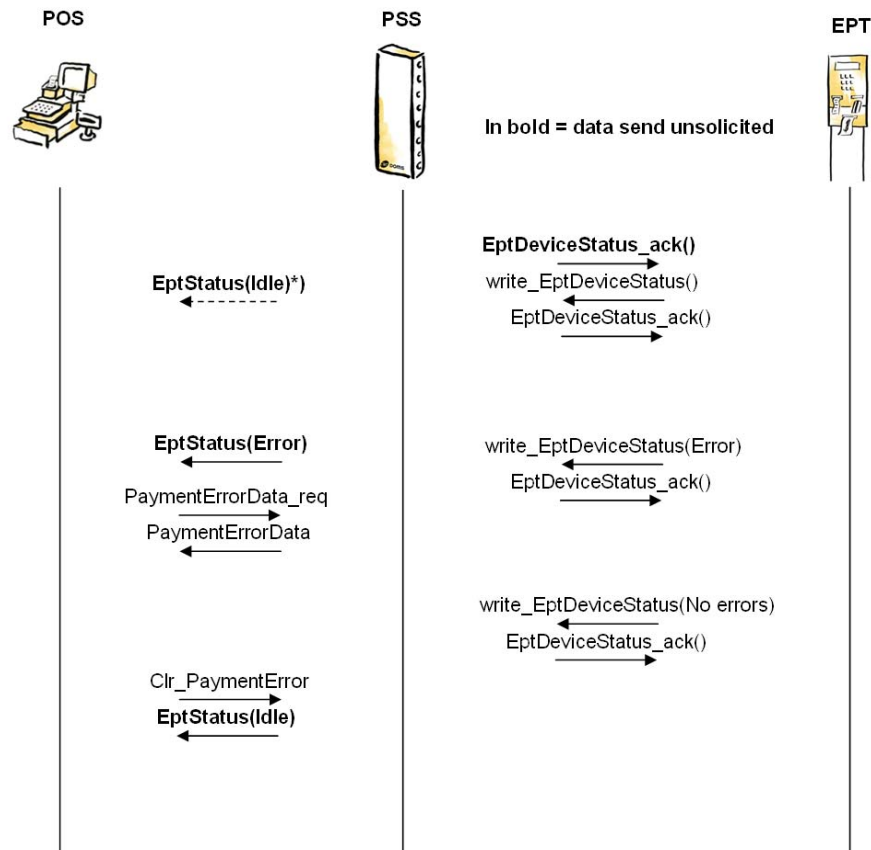 POS
PSS
EPT
In bold = data send unsolicited
EptDeviceStatus_ack()
EptStatus(Idle)*)
write_EptDeviceStatus()
EptDeviceStatus_ack()
EptStatus(Error)
write_EptDeviceStatus(Error)
EptDeviceStatus_ack()
PaymentErrorData_req
PaymentErrorData
write_EptDeviceStatus(No errors)
EptDeviceStatus_ack()
Clr_PaymentError
EptStatus(Idle)